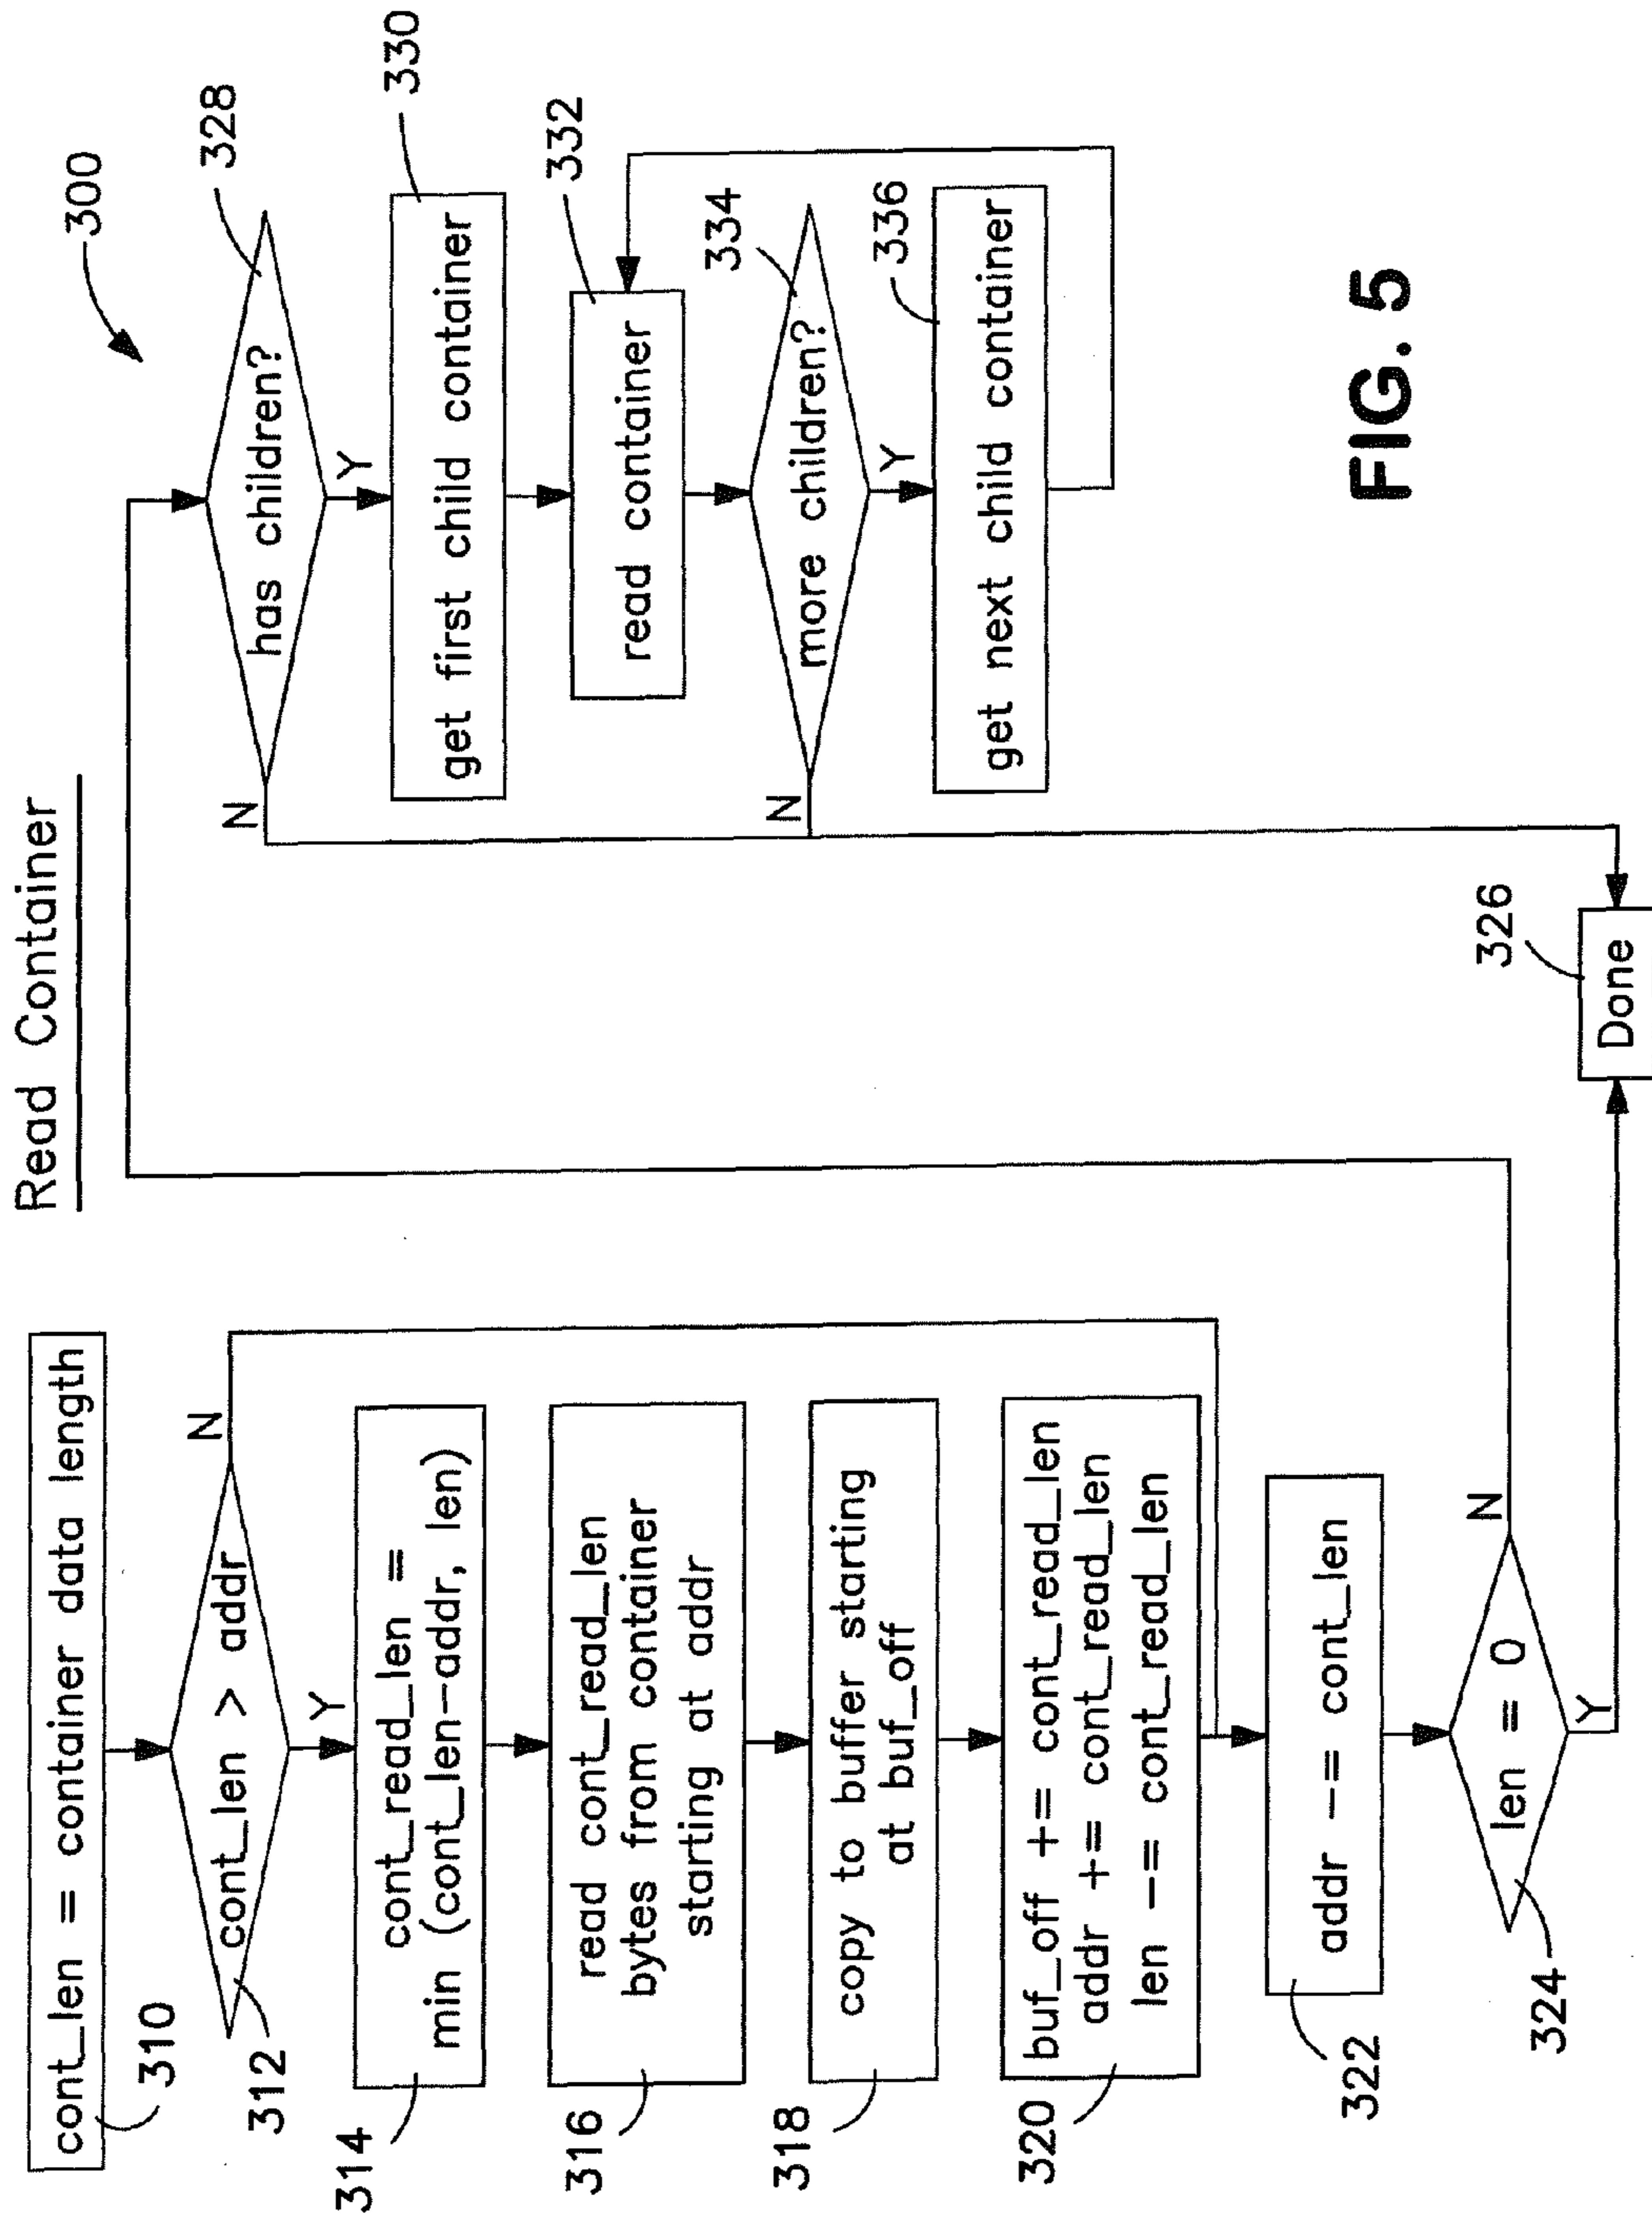 Read Container
300
cont_len = container data length
310
cont_len > addr
312
N
Y
cont_read_len =
min (cont_len-addr, len)
314
read cont_read_len
bytes from container
starting at addr
316
copy to buffer starting
at buf_off
318
buf_off += cont_read_len
addr += cont_read_len
len -= cont_read_len
320
addr -= cont_len
322
len = 0
324
N
Y
Done
326
has children?
328
N
Y
get first child container
330
read container
332
more children?
334
N
Y
get next child container
336
FIG. 5